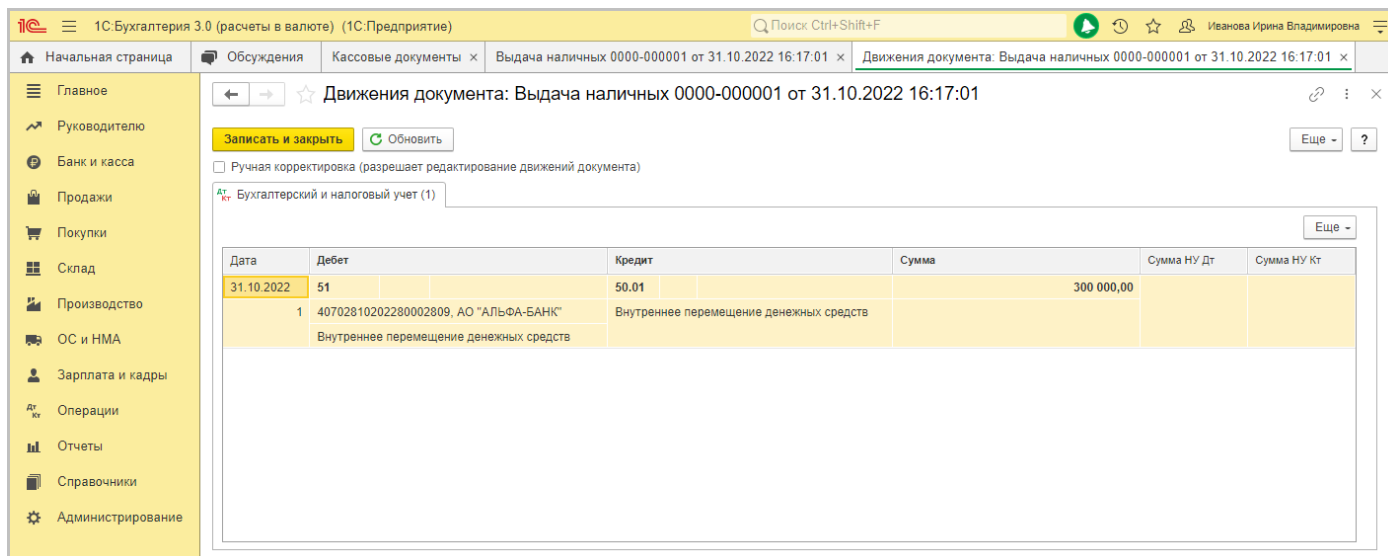 1С:Бухгалтерия 3.0 (расчеты в валюте) (1С:Предприятие)
Поиск Ctrl+Shift+F
Иванова Ирина Владимировна
Начальная страница
Обсуждения
Кассовые документы ×
Выдача наличных 0000-000001 от 31.10.2022 16:17:01 ×
Движения документа: Выдача наличных 0000-000001 от 31.10.2022 16:17:01 ×
Главное
Руководителю
Банк и касса
Продажи
Покупки
Склад
Производство
ОС и НМА
Зарплата и кадры
Операции
Отчеты
Справочники
Администрирование
Движения документа: Выдача наличных 0000-000001 от 31.10.2022 16:17:01
Записать и закрыть
Обновить
Еще
?
Ручная корректировка (разрешает редактирование движений документа)
Дт Кт Бухгалтерский и налоговый учет (1)
Еще
Дата Дебет Кредит Сумма Сумма НУ Дт Сумма НУ Кт
31.10.2022 51 50.01 300 000,00
1 40702810202280002809, АО "АЛЬФА-БАНК" Внутреннее перемещение денежных средств
Внутреннее перемещение денежных средств